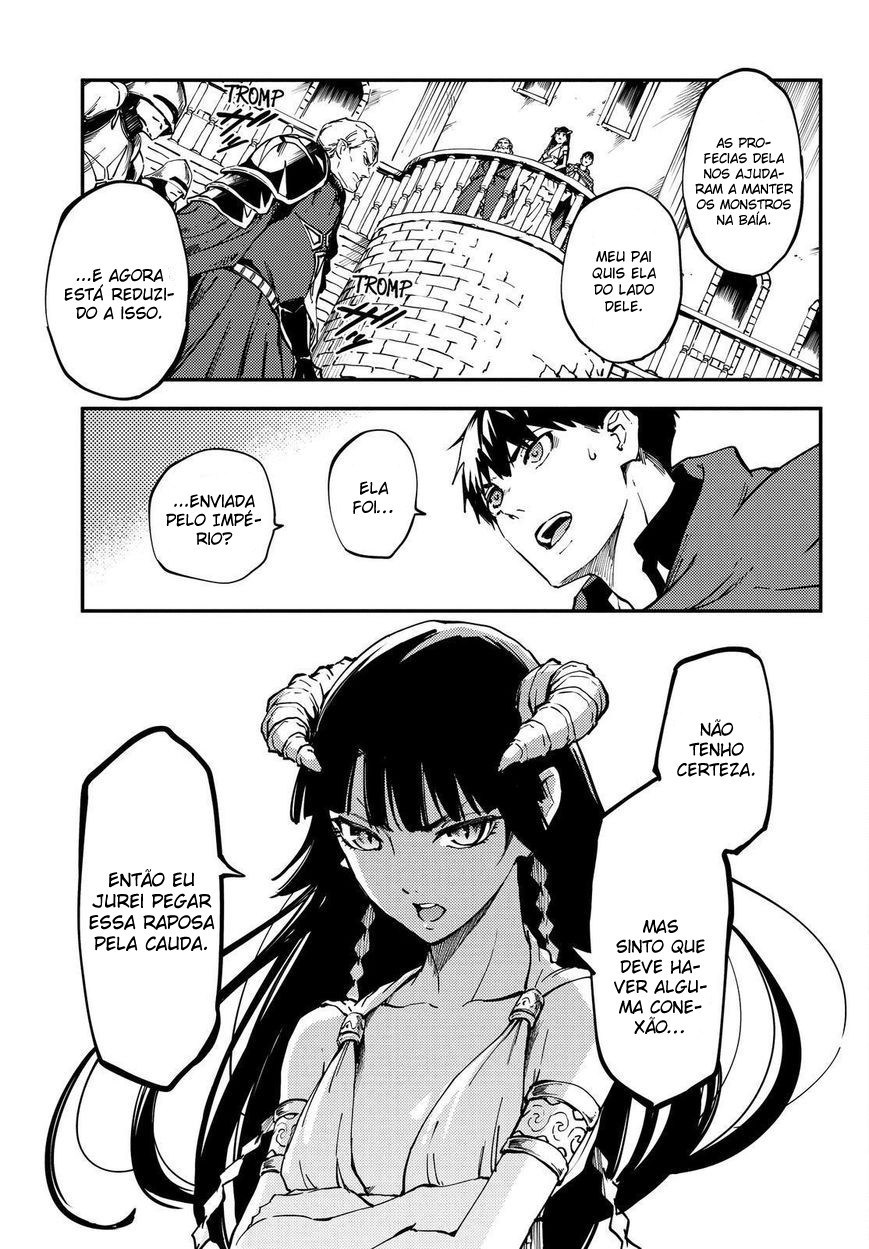 AS PRO-
FECIAS DELA
NOS AJUDA-
RAM A MANTER
OS MONSTROS
NA BAÍA.
MEU PAI
QUIS ELA
DO LADO
DELE.
TROMP
TROMP
...E AGORA
ESTÁ REDUZI-
DO A ISSO.
ELA
FOI...
...ENVIADA
PELO IMPÉ-
RIO?
NÃO
TENHO
CERTEZA.
MAS
SINTO QUE
DEVE HA-
VER ALGU-
MA CONE-
XÃO...
ENTÃO EU
JUREI PEGAR
ESSA RAPOSA
PELA CAUDA.